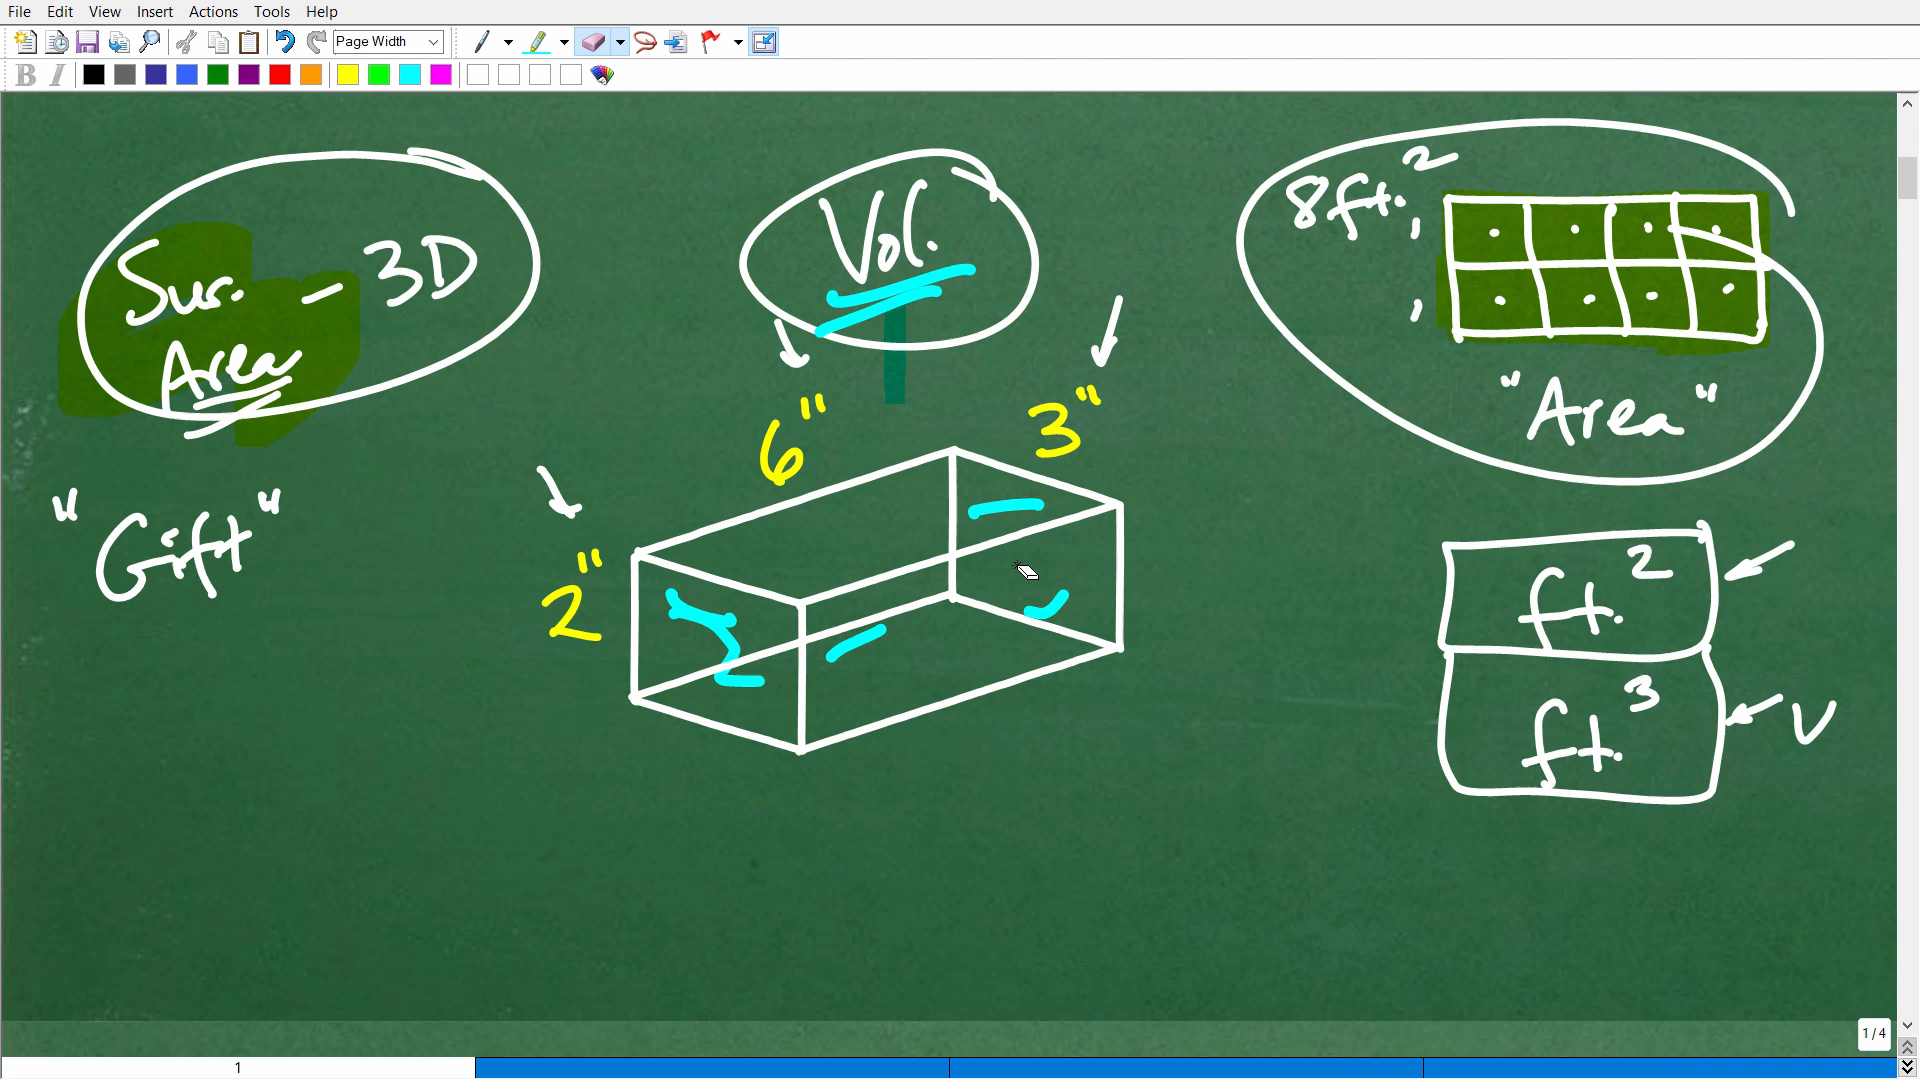 File Edit View Insert Actions Tools Help
Page Width
B I
Sur. - 3D
Area
"Gift"
Vol.
6"
3"
2"
8ft.²
"Area"
ft.²
ft.³
V
1 / 4
1